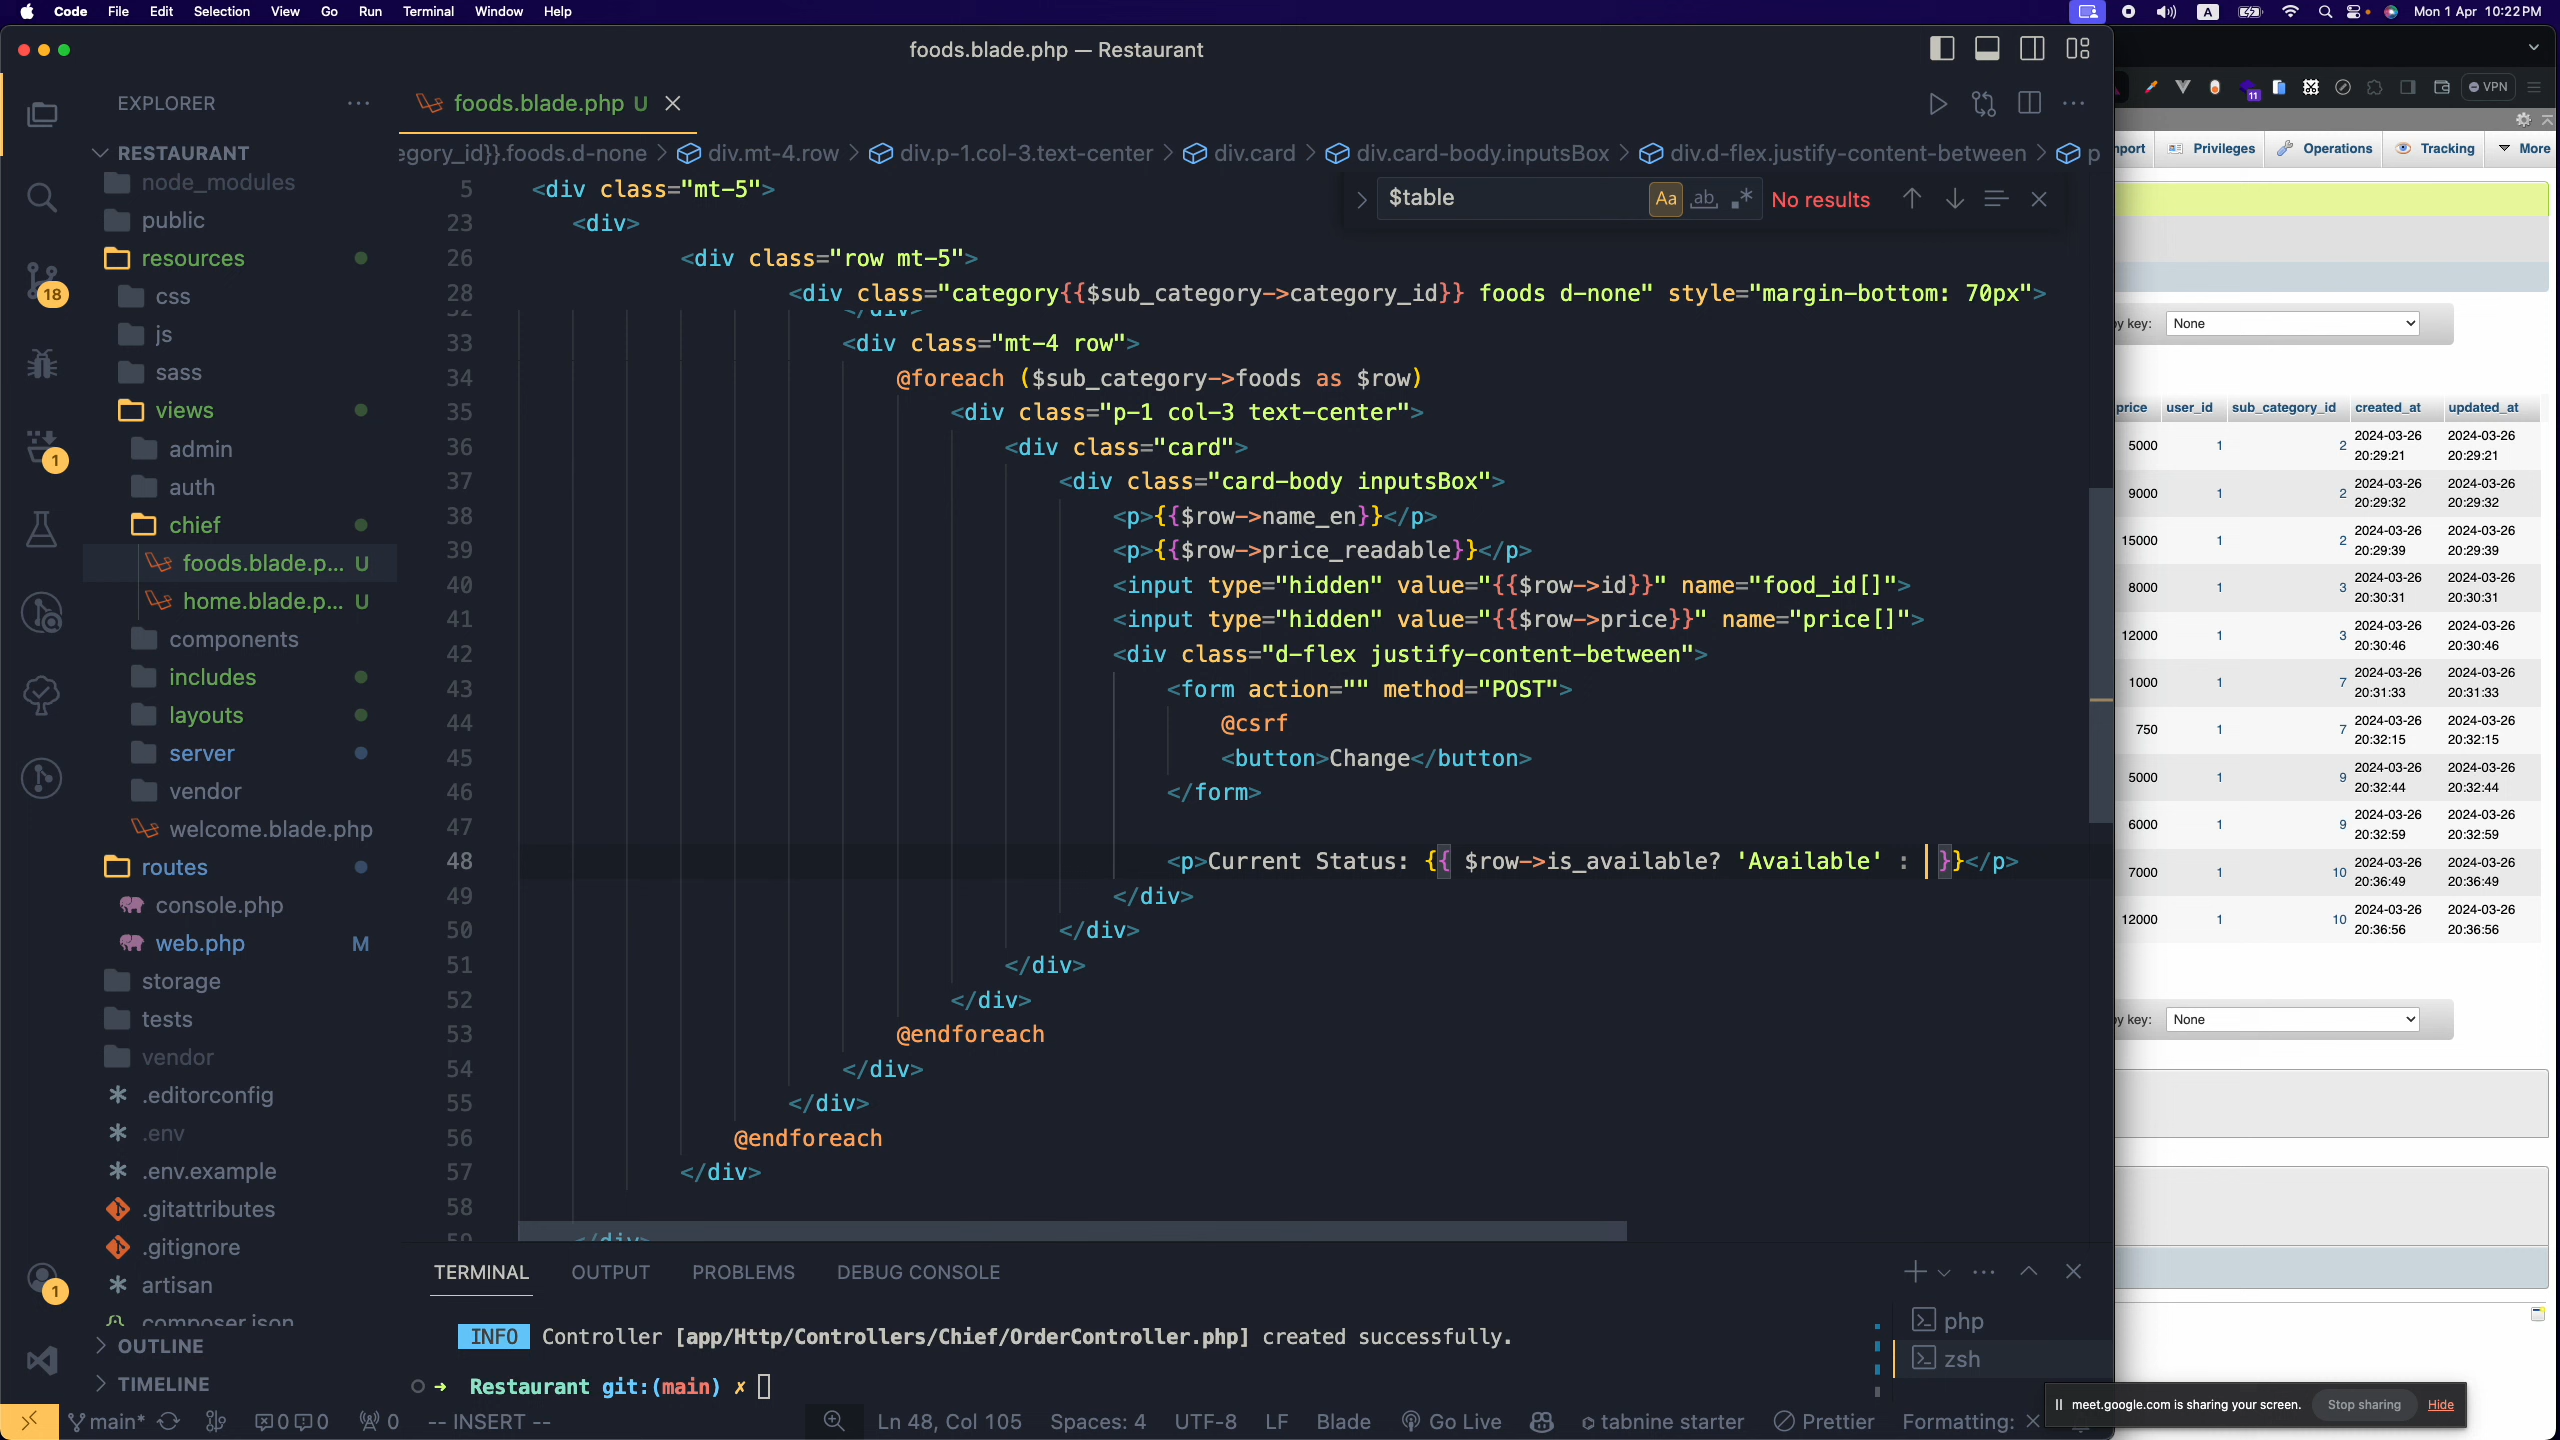 Code File Edit Selection View Go Run Terminal Window Help
A
Mon 1 Apr 10:22 PM
foods.blade.php — Restaurant
EXPLORER
foods.blade.php U
RESTAURANT
node_modules
public
resources
css
js
sass
views
admin
auth
chief
foods.blade.p... U
home.blade.p... U
components
includes
layouts
server
vendor
welcome.blade.php
routes
console.php
web.php M
storage
tests
vendor
.editorconfig
.env
.env.example
.gitattributes
.gitignore
artisan
composer.json
OUTLINE
TIMELINE
18
1
1
egory_id}}.foods.d-none > div.mt-4.row > div.p-1.col-3.text-center > div.card > div.card-body.inputsBox > div.d-flex.justify-content-between > p
$table
Aa ab .* No results
5 <div class="mt-5">
23 <div>
26 <div class="row mt-5">
28 <div class="category{{$sub_category->category_id}} foods d-none" style="margin-bottom: 70px">
32 </div>
33 <div class="mt-4 row">
34 @foreach ($sub_category->foods as $row)
35 <div class="p-1 col-3 text-center">
36 <div class="card">
37 <div class="card-body inputsBox">
38 <p>{{$row->name_en}}</p>
39 <p>{{$row->price_readable}}</p>
40 <input type="hidden" value="{{$row->id}}" name="food_id[]">
41 <input type="hidden" value="{{$row->price}}" name="price[]">
42 <div class="d-flex justify-content-between">
43 <form action="" method="POST">
44 @csrf
45 <button>Change</button>
46 </form>
47
48 <p>Current Status: {{ $row->is_available? 'Available' : }}</p>
49 </div>
50 </div>
51 </div>
52 </div>
53 @endforeach
54 </div>
55 </div>
56 @endforeach
57 </div>
58
59 </div>
TERMINAL OUTPUT PROBLEMS DEBUG CONSOLE
INFO Controller [app/Http/Controllers/Chief/OrderController.php] created successfully.
➜ Restaurant git:(main) ✗
php
zsh
main* 0 0 0 -- INSERT --
Ln 48, Col 105 Spaces: 4 UTF-8 LF Blade Go Live tabnine starter Prettier Formatting: ×
11
VPN
mport Privileges Operations Tracking More
by key: None
price user_id sub_category_id created_at updated_at
5000 1 2 2024-03-26 20:29:21 2024-03-26 20:29:21
9000 1 2 2024-03-26 20:29:32 2024-03-26 20:29:32
15000 1 2 2024-03-26 20:29:39 2024-03-26 20:29:39
8000 1 3 2024-03-26 20:30:31 2024-03-26 20:30:31
12000 1 3 2024-03-26 20:30:46 2024-03-26 20:30:46
1000 1 7 2024-03-26 20:31:33 2024-03-26 20:31:33
750 1 7 2024-03-26 20:32:15 2024-03-26 20:32:15
5000 1 9 2024-03-26 20:32:44 2024-03-26 20:32:44
6000 1 9 2024-03-26 20:32:59 2024-03-26 20:32:59
7000 1 10 2024-03-26 20:36:49 2024-03-26 20:36:49
12000 1 10 2024-03-26 20:36:56 2024-03-26 20:36:56
by key: None
meet.google.com is sharing your screen. Stop sharing Hide